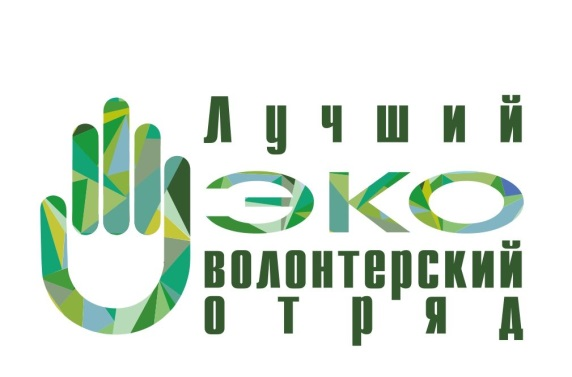 Лучший
ЭКО
волонтерский
отряд